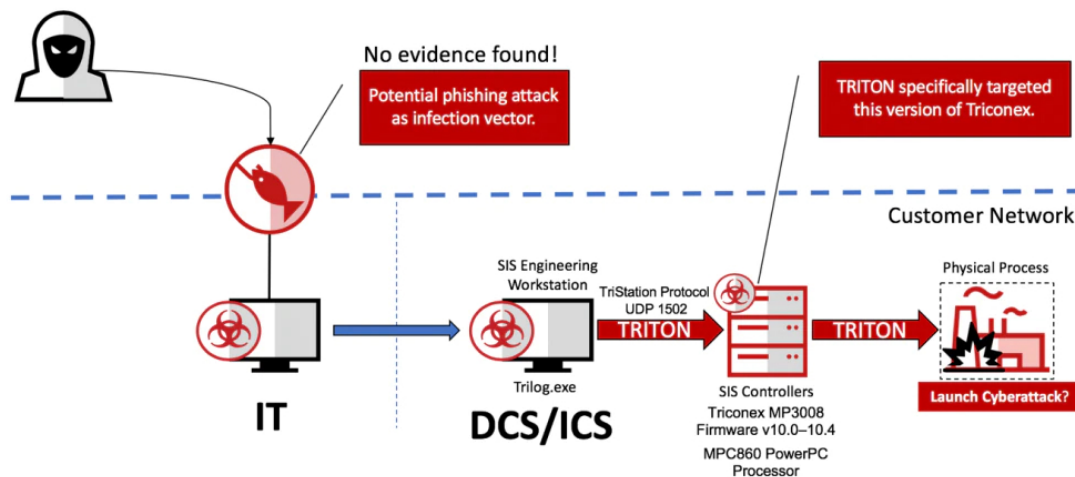 No evidence found!
Potential phishing attack
as infection vector.
TRITON specifically targeted
this version of Triconex.
Customer Network
SIS Engineering
Workstation
TriStation Protocol
UDP 1502
TRITON
TRITON
Physical Process
Launch Cyberattack?
Trilog.exe
IT
DCS/ICS
SIS Controllers
Triconex MP3008
Firmware v10.0–10.4
MPC860 PowerPC
Processor